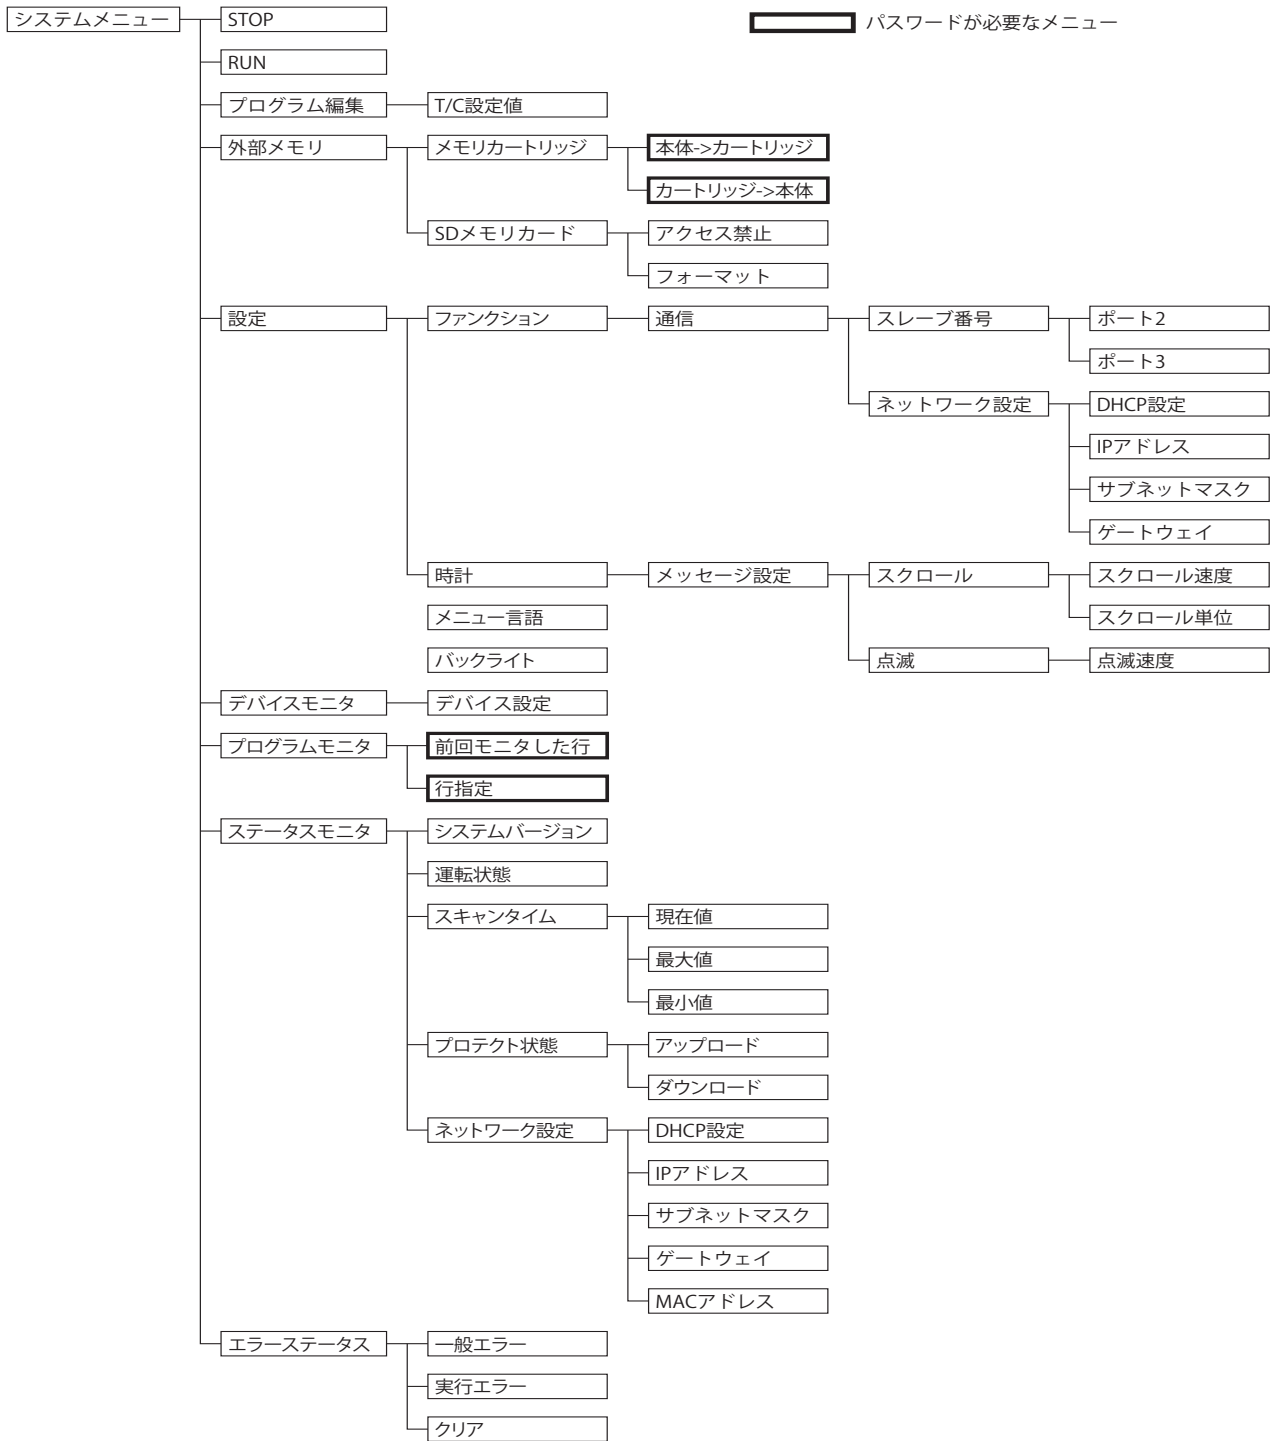 システムメニュー STOP パスワードが必要なメニュー
RUN
プログラム編集 T/C設定値
外部メモリ メモリカートリッジ 本体->カートリッジ
カートリッジ->本体
SDメモリカード アクセス禁止
フォーマット
設定 ファンクション 通信 スレーブ番号 ポート2
ポート3
ネットワーク設定 DHCP設定
IPアドレス
サブネットマスク
ゲートウェイ
時計 メッセージ設定 スクロール スクロール速度
メニュー言語 スクロール単位
バックライト 点滅 点滅速度
デバイスモニタ デバイス設定
プログラムモニタ 前回モニタした行
行指定
ステータスモニタ システムバージョン
運転状態
スキャンタイム 現在値
最大値
最小値
プロテクト状態 アップロード
ダウンロード
ネットワーク設定 DHCP設定
IPアドレス
サブネットマスク
ゲートウェイ
MACアドレス
エラーステータス 一般エラー
実行エラー
クリア